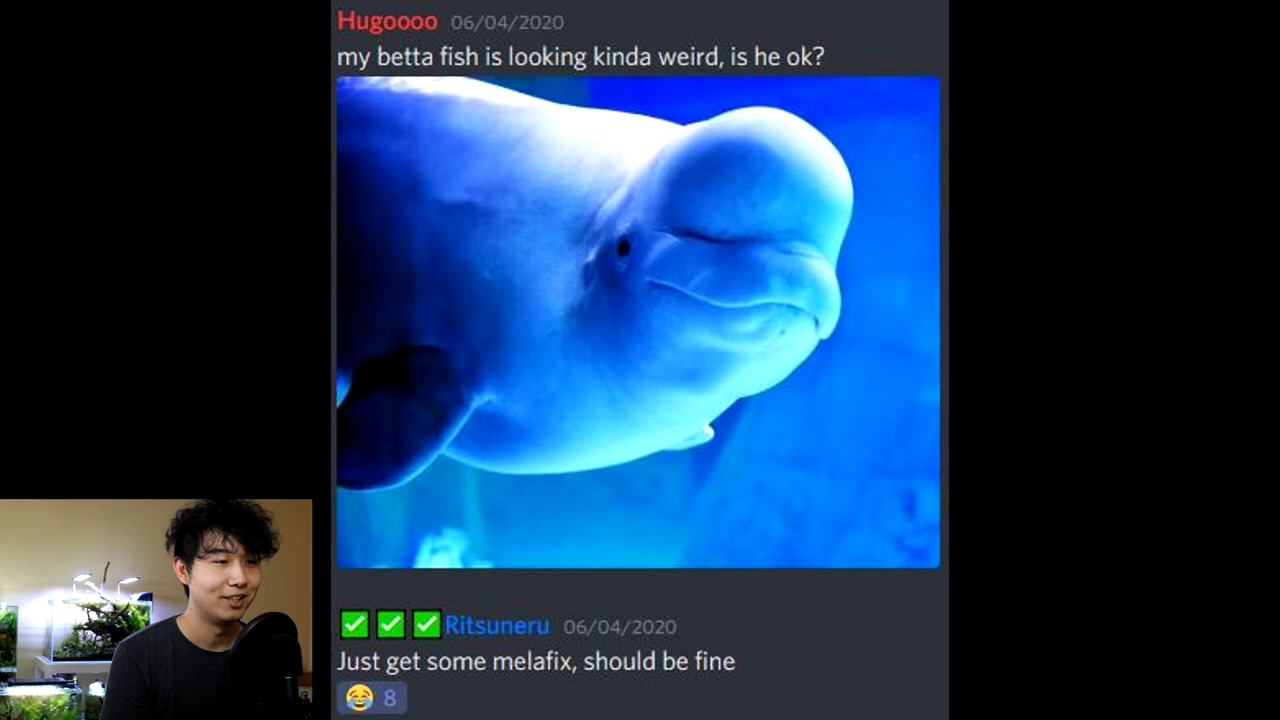 Hugoooo 06/04/2020
my betta fish is looking kinda weird, is he ok?
✅ ✅ ✅ Ritsuneru 06/04/2020
Just get some melafix, should be fine
😂 8